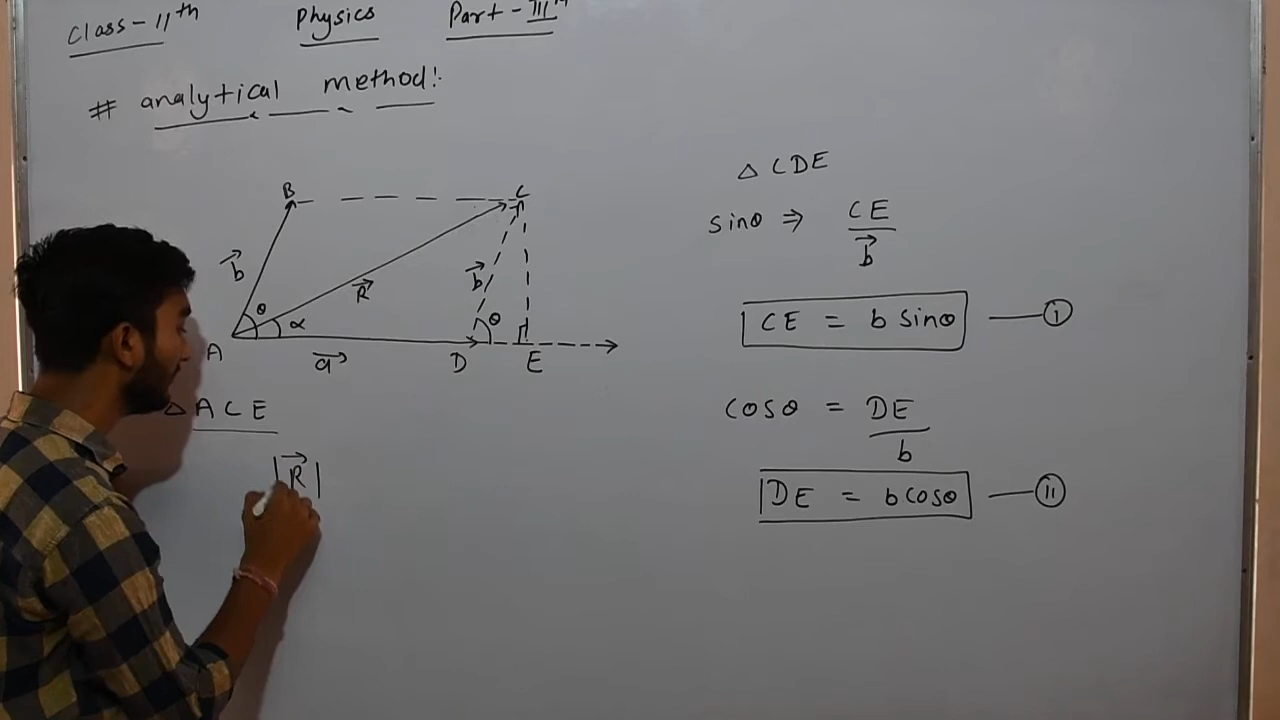 Class-11th Physics Part-III
# analytical method:
B C
b R b
θ α θ
A a D E
△ ACE
|R|
△ CDE
sinθ ⇒ CE / b
CE = b sinθ — I
cosθ = DE / b
DE = b cosθ — II